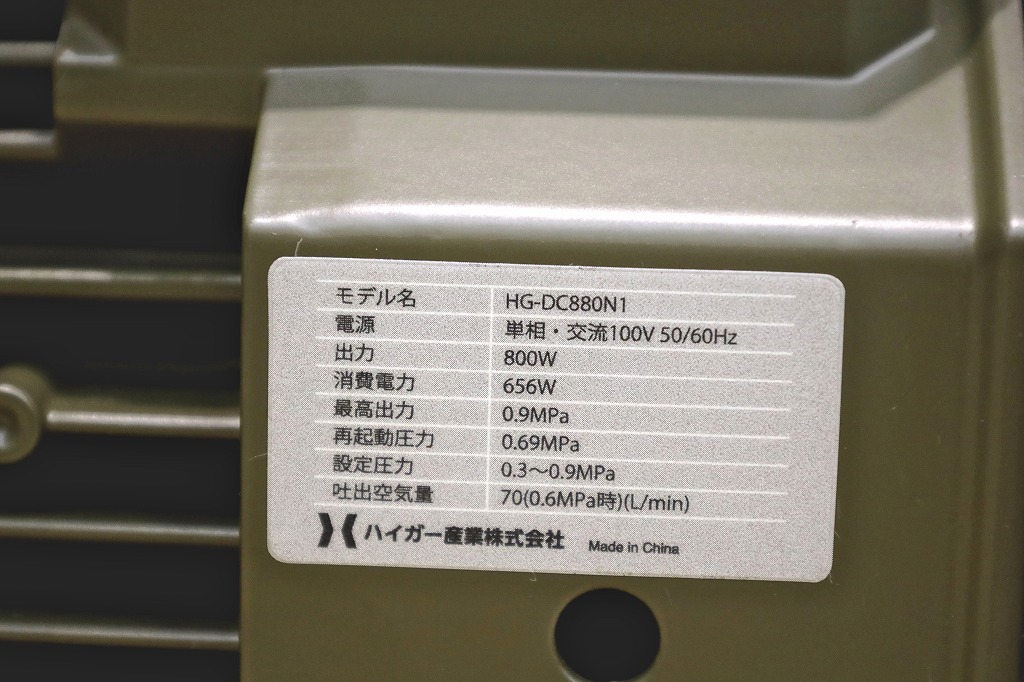 モデル名 HG-DC880N1
電源 単相・交流100V 50/60Hz
出力 800W
消費電力 656W
最高出力 0.9MPa
再起動圧力 0.69MPa
設定圧力 0.3～0.9MPa
吐出空気量 70(0.6MPa時)(L/min)
ハイガー産業株式会社 Made in China